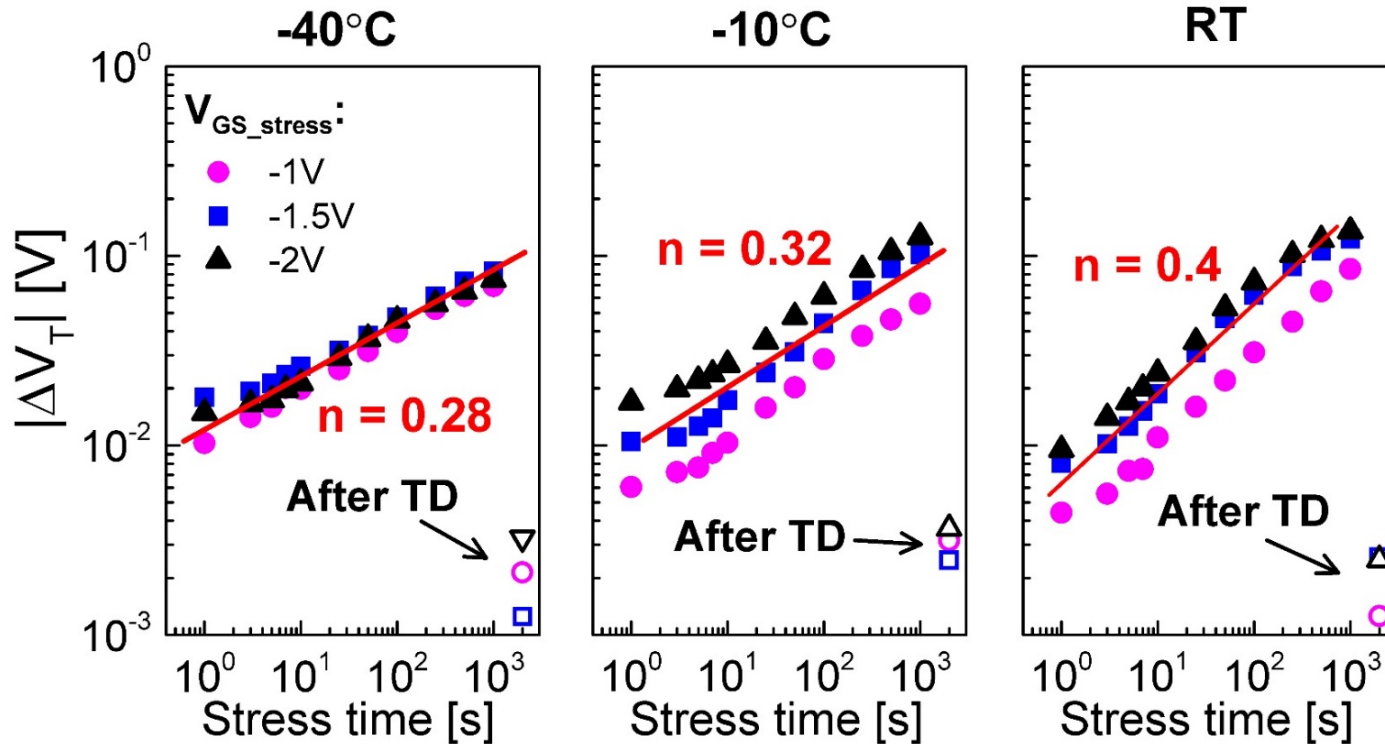 -40°C
-10°C
RT
|ΔV_T| [V]
10^0
10^-1
10^-2
10^-3
V_GS_stress:
-1V
-1.5V
-2V
n = 0.28
After TD
n = 0.32
After TD
n = 0.4
After TD
10^0 10^1 10^2 10^3
10^0 10^1 10^2 10^3
10^0 10^1 10^2 10^3
Stress time [s]
Stress time [s]
Stress time [s]